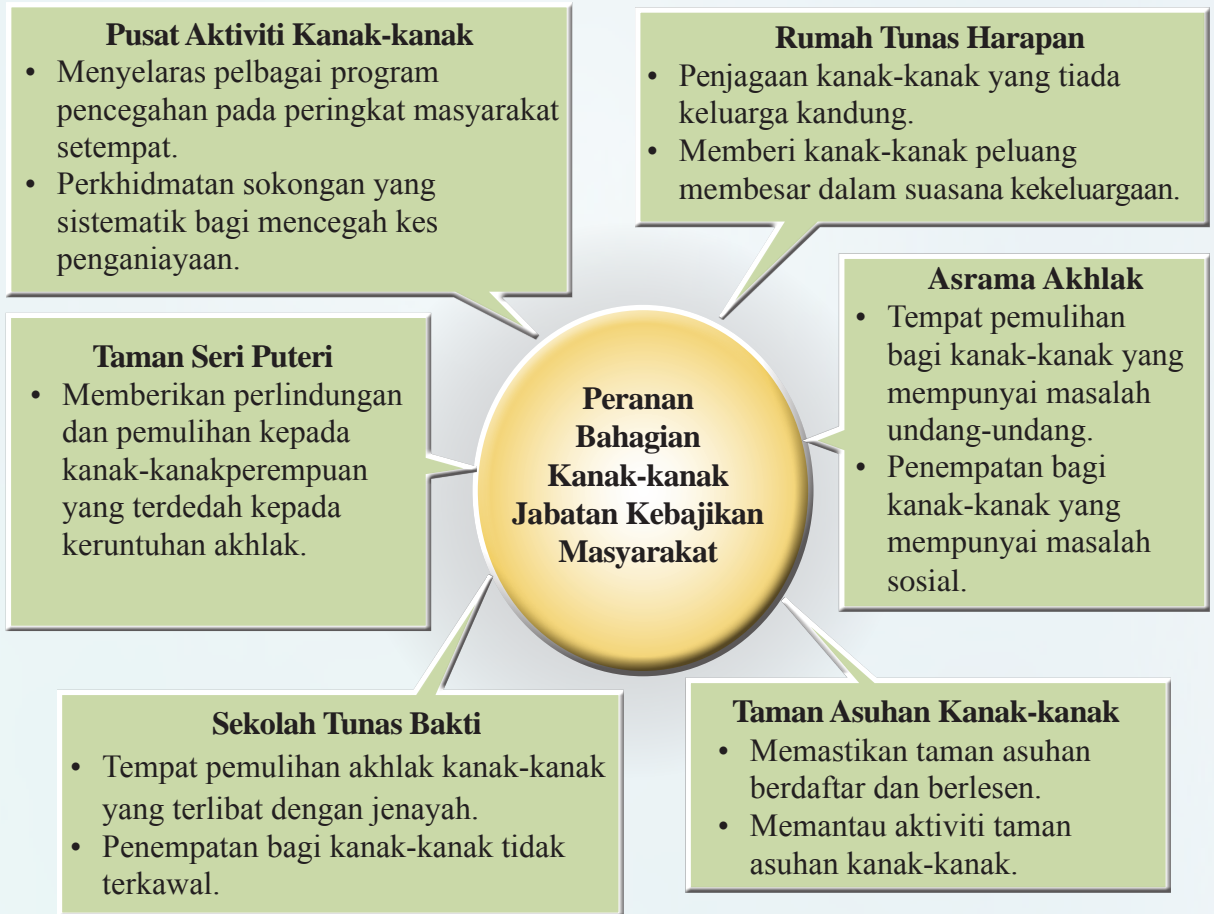 Pusat Aktiviti Kanak-kanak
• Menyelaras pelbagai program
pencegahan pada peringkat masyarakat
setempat.
• Perkhidmatan sokongan yang
sistematik bagi mencegah kes
penganiayaan.
Rumah Tunas Harapan
• Penjagaan kanak-kanak yang tiada
keluarga kandung.
• Memberi kanak-kanak peluang
membesar dalam suasana kekeluargaan.
Taman Seri Puteri
• Memberikan perlindungan
dan pemulihan kepada
kanak-kanakperempuan
yang terdedah kepada
keruntuhan akhlak.
Peranan
Bahagian
Kanak-kanak
Jabatan Kebajikan
Masyarakat
Asrama Akhlak
• Tempat pemulihan
bagi kanak-kanak yang
mempunyai masalah
undang-undang.
• Penempatan bagi
kanak-kanak yang
mempunyai masalah
sosial.
Sekolah Tunas Bakti
• Tempat pemulihan akhlak kanak-kanak
yang terlibat dengan jenayah.
• Penempatan bagi kanak-kanak tidak
terkawal.
Taman Asuhan Kanak-kanak
• Memastikan taman asuhan
berdaftar dan berlesen.
• Memantau aktiviti taman
asuhan kanak-kanak.